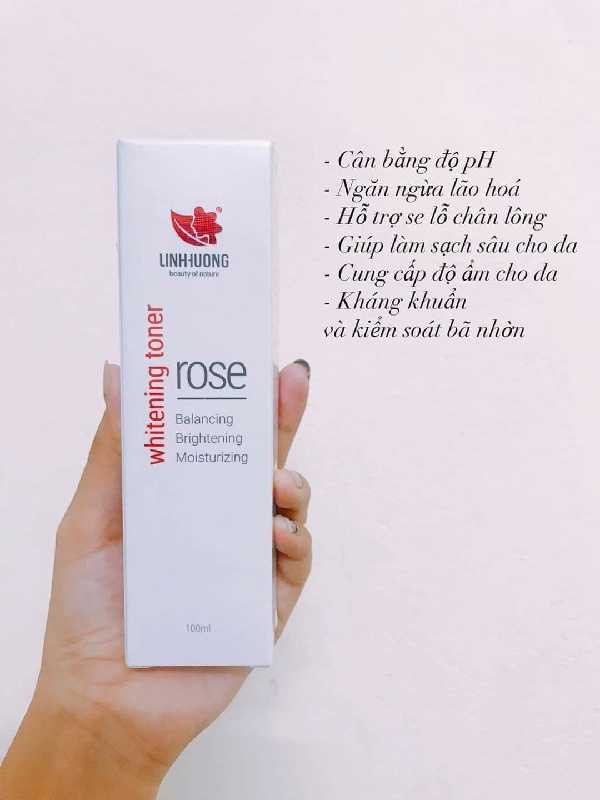 - Cân bằng độ pH
- Ngăn ngừa lão hoá
- Hỗ trợ se lỗ chân lông
- Giúp làm sạch sâu cho da
- Cung cấp độ ẩm cho da
- Kháng khuẩn
và kiểm soát bã nhờn
LINHHUONG
beauty of nature
whitening toner
rose
Balancing
Brightening
Moisturizing
100ml